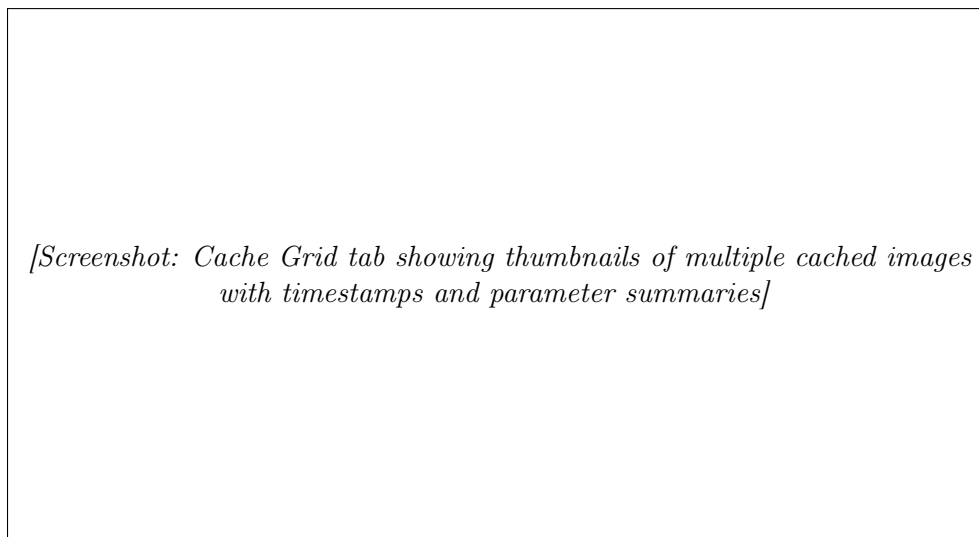 [Screenshot: Cache Grid tab showing thumbnails of multiple cached images
with timestamps and parameter summaries]